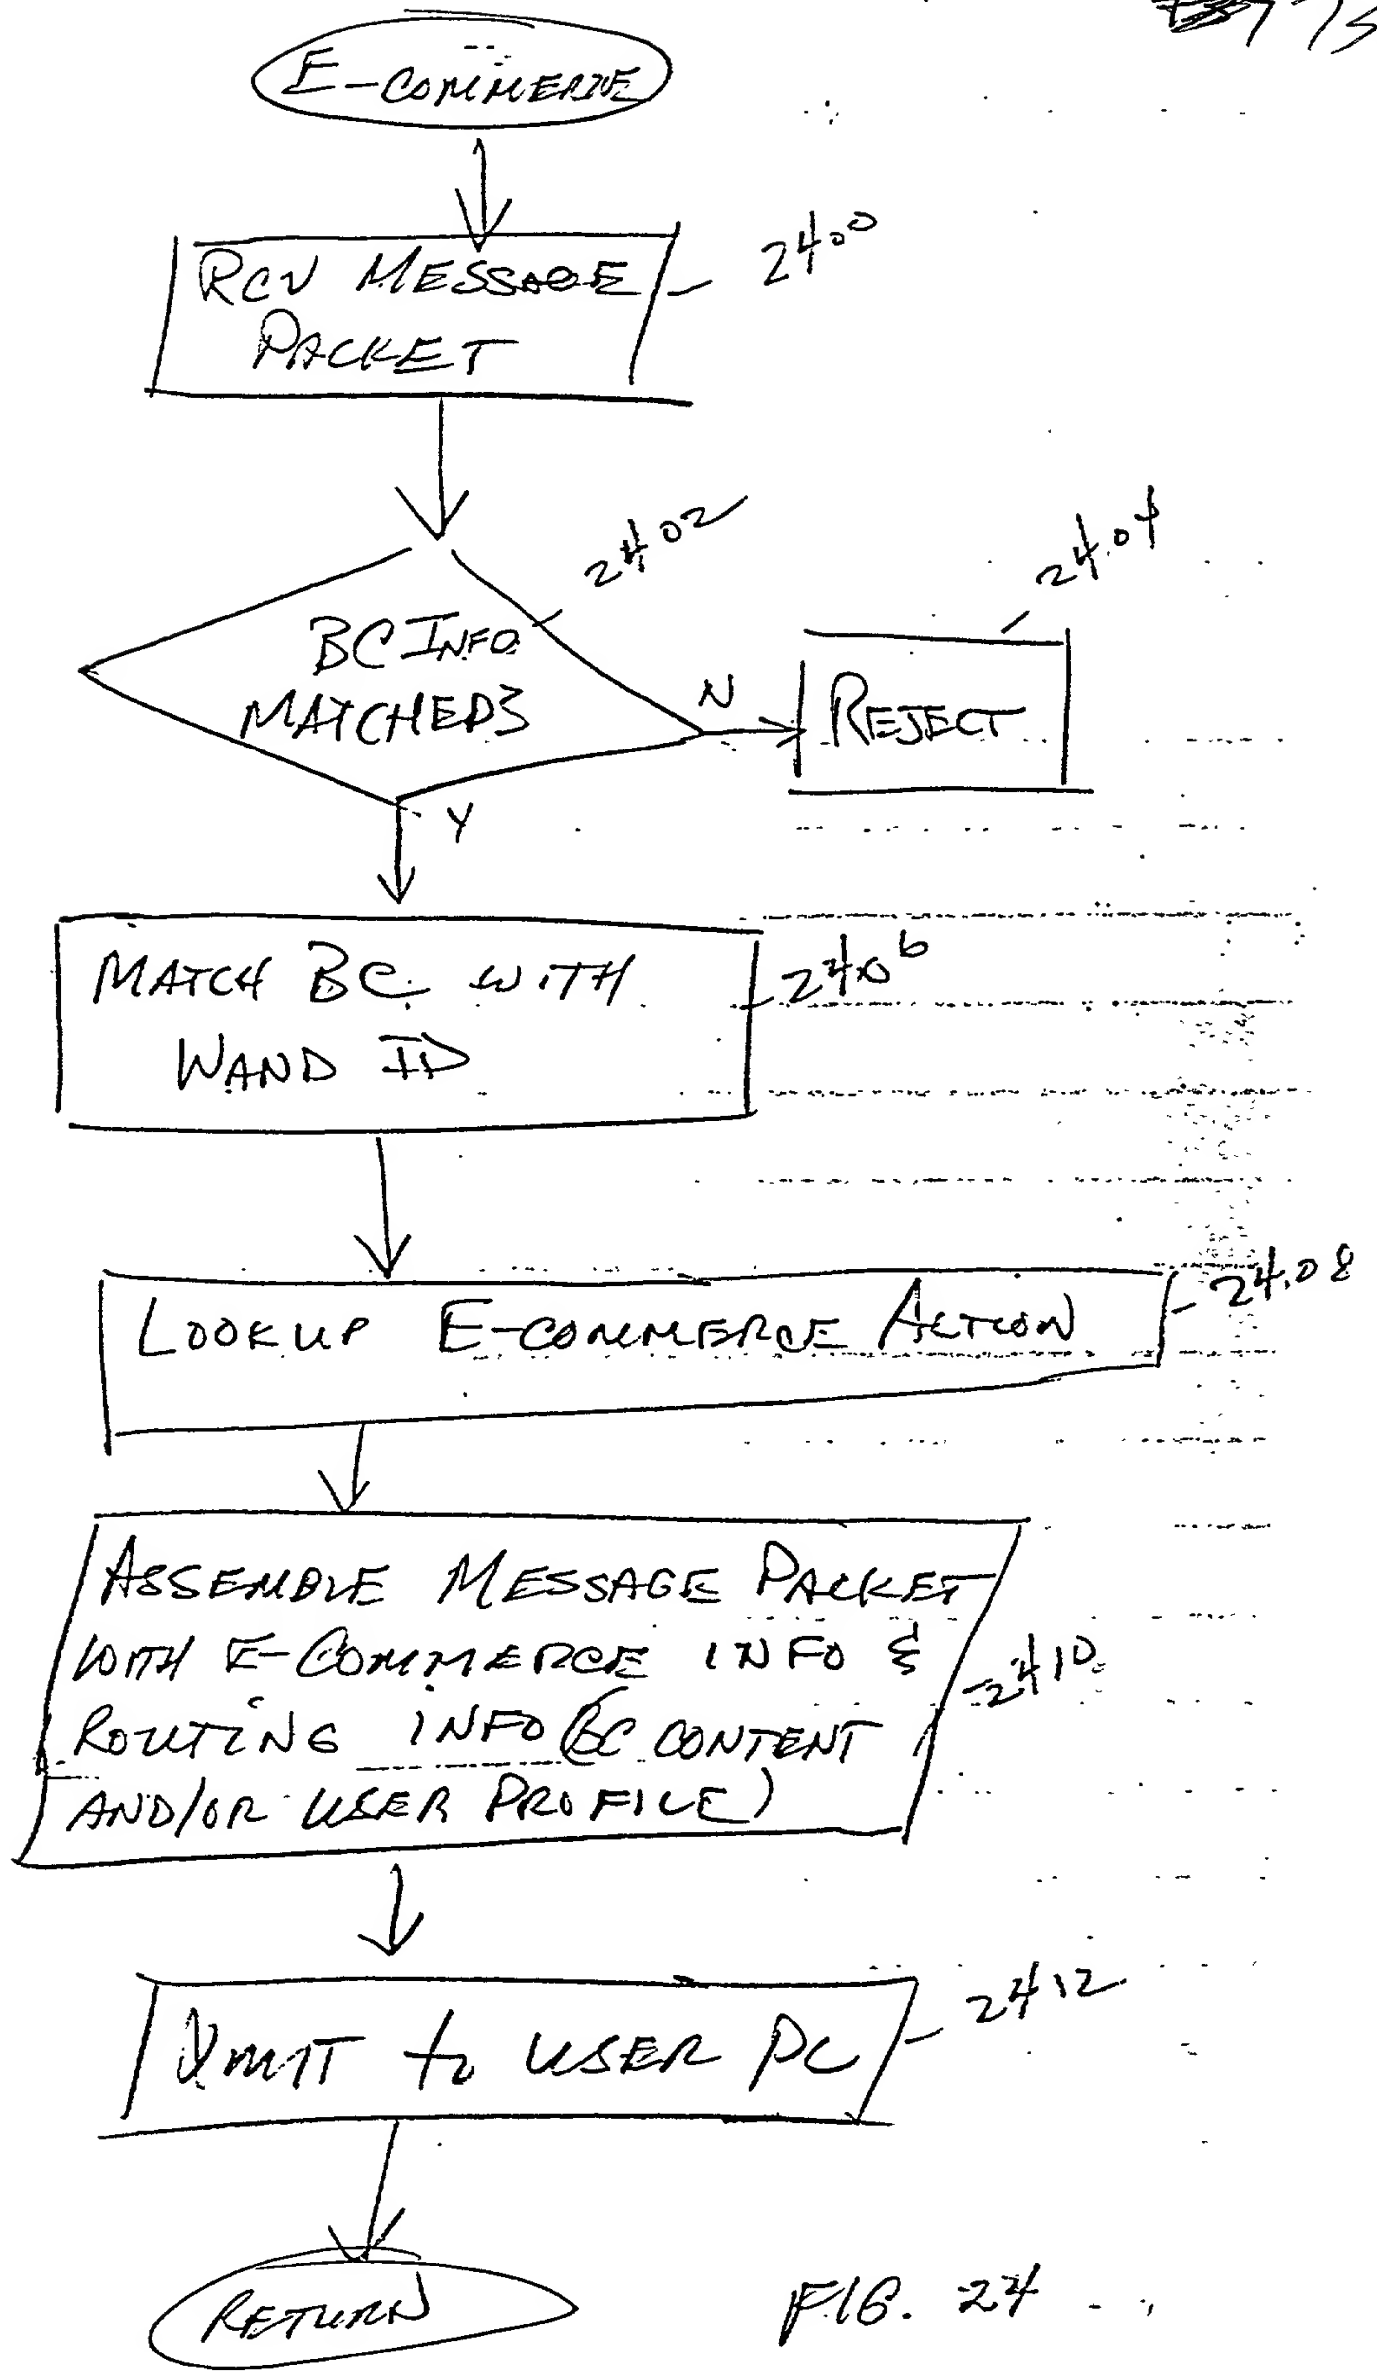 E-COMMERCE
RCV MESSAGE
PACKET
2400
BC INFO
MATCHED?
2402
N
REJECT
2404
Y
MATCH BC WITH
WAND ID
2406
LOOKUP E-COMMERCE ACTION
2408
ASSEMBLE MESSAGE PACKET
WITH E-COMMERCE INFO &
ROUTING INFO (BC CONTENT
AND/OR USER PROFILE)
2410
XMIT to USER PC
2412
RETURN
FIG. 24